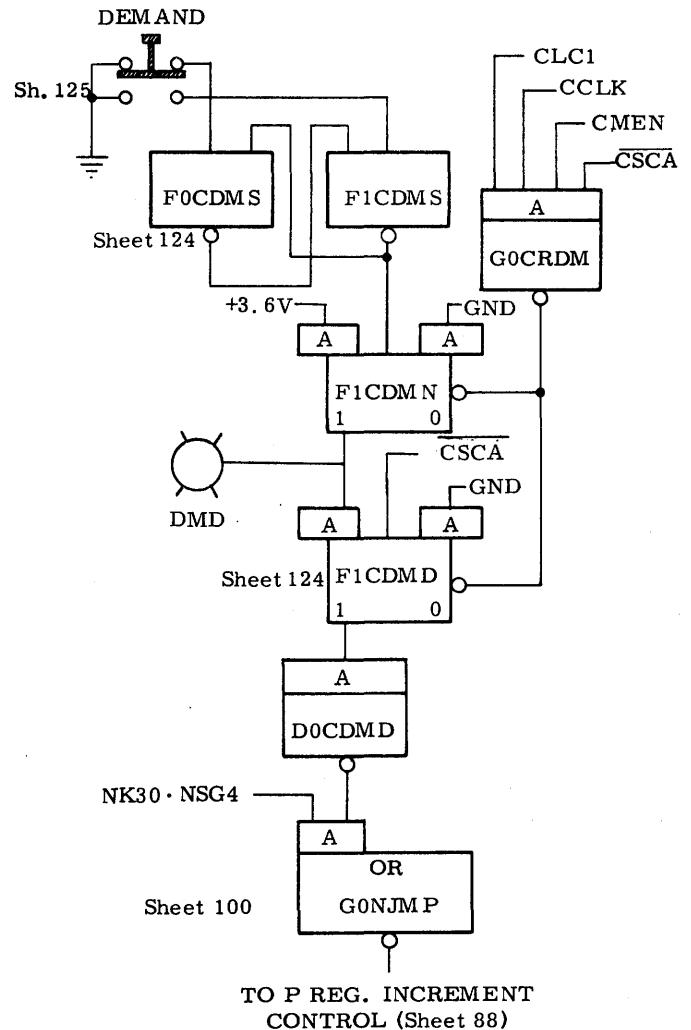 DEMAND
Sh. 125
CLC1
CCLK
CMEN
CSCA
A
F0CDMS
F1CDMS
G0CRDM
Sheet 124
+3.6V
GND
A
A
F1CDMN
1 0
CSCA
DMD
GND
A
A
Sheet 124
F1CDMD
1 0
A
D0CDMD
NK30 · NSG4
A
OR
Sheet 100
G0NJMP
TO P REG. INCREMENT
CONTROL (Sheet 88)